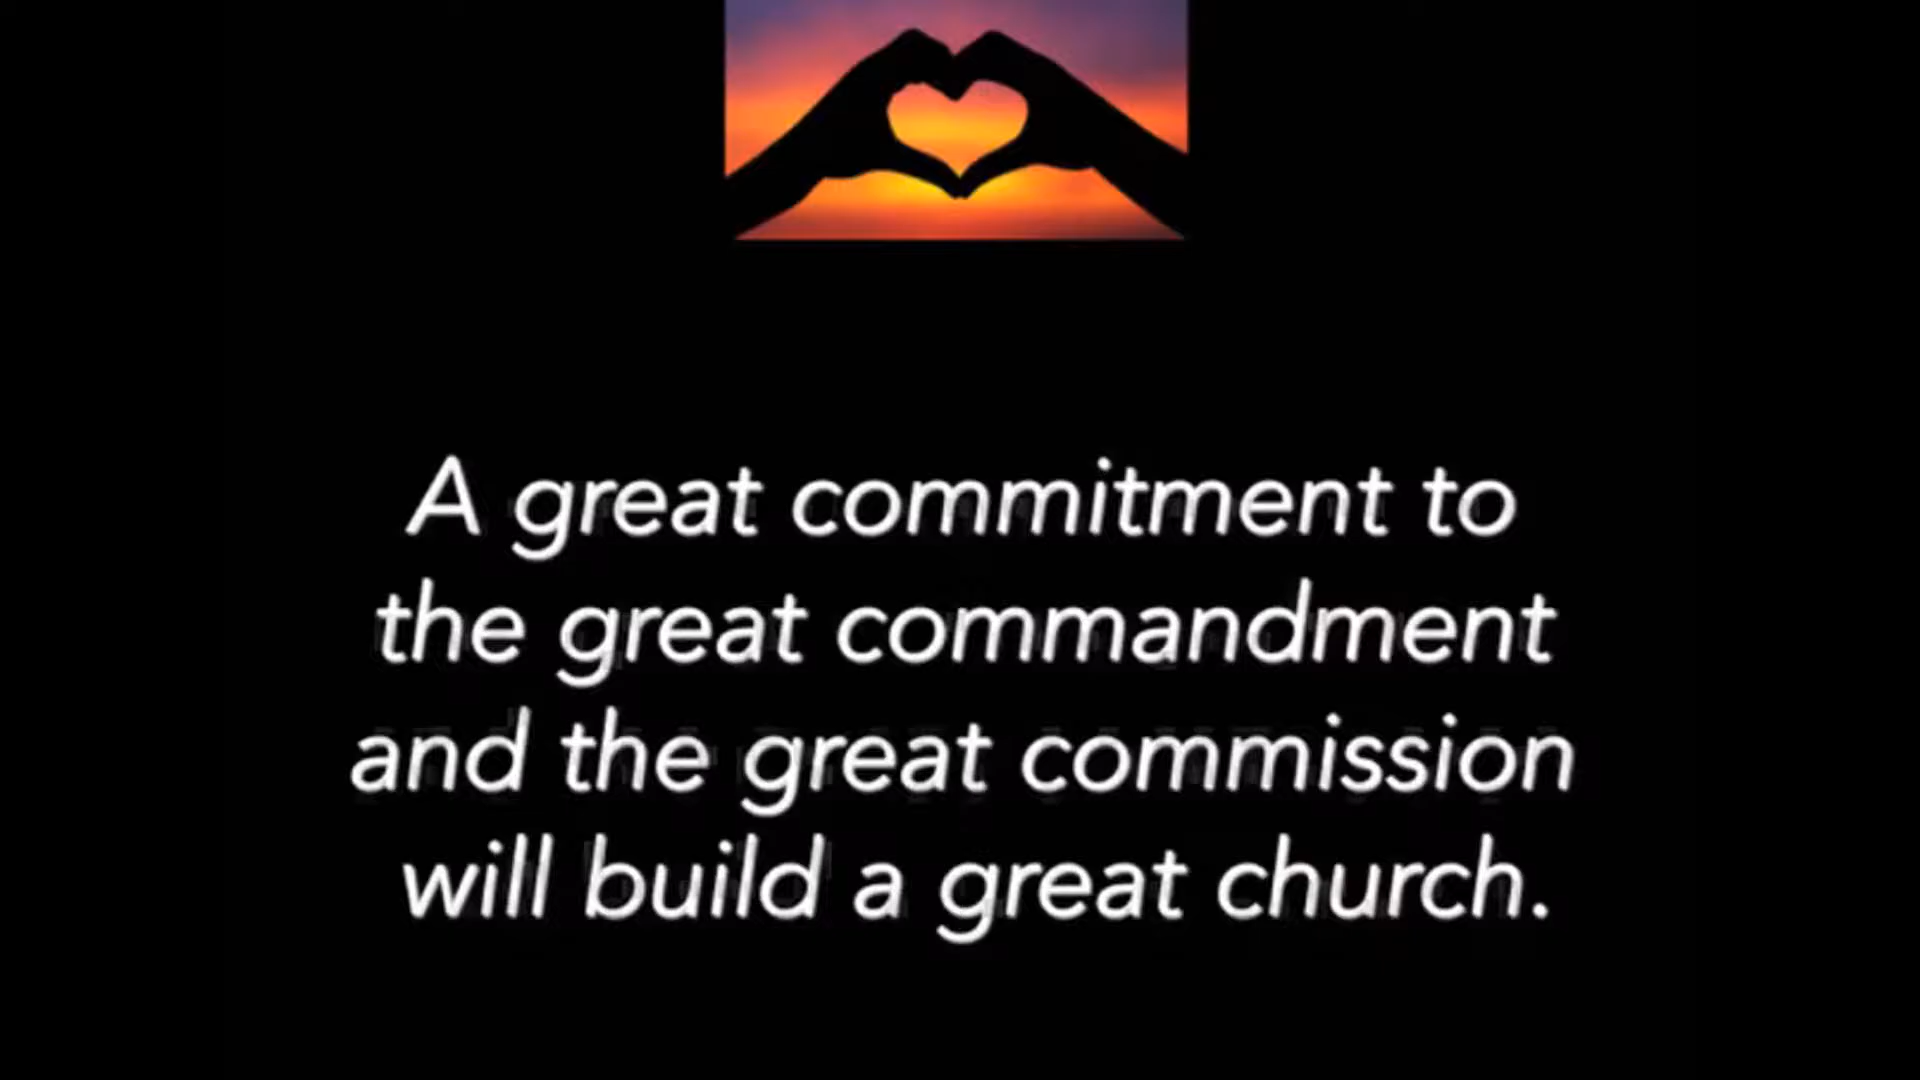 A great commitment to
the great commandment
and the great commission
will build a great church.